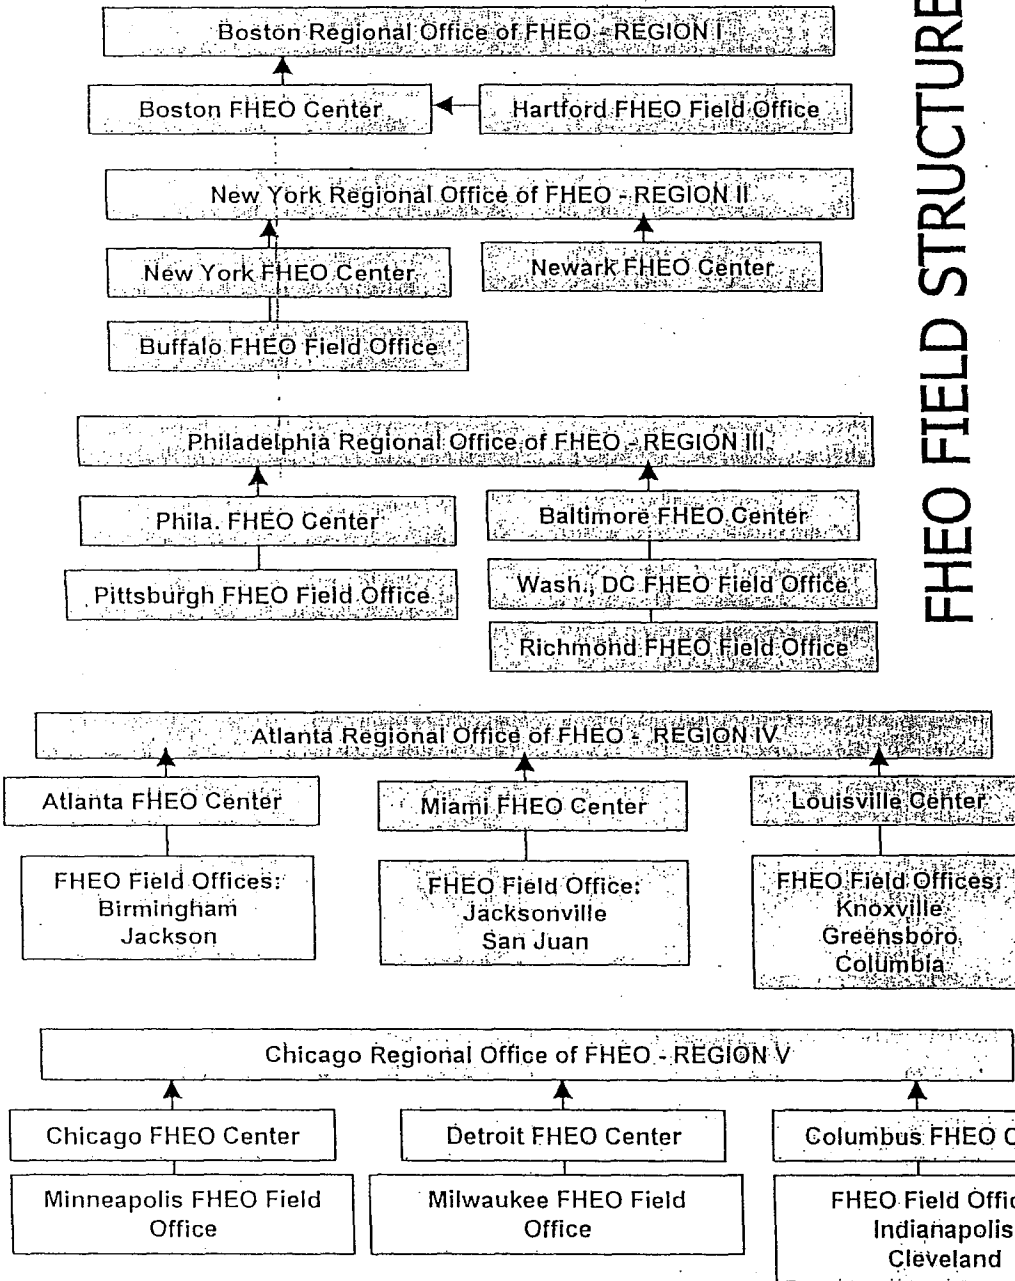 FHEO FIELD STRUCTURE
Boston Regional Office of FHEO - REGION I
Boston FHEO Center
Hartford FHEO Field Office
New York Regional Office of FHEO - REGION II
New York FHEO Center
Newark FHEO Center
Buffalo FHEO Field Office
Philadelphia Regional Office of FHEO - REGION III
Phila. FHEO Center
Baltimore FHEO Center
Pittsburgh FHEO Field Office
Wash., DC FHEO Field Office
Richmond FHEO Field Office
Atlanta Regional Office of FHEO - REGION IV
Atlanta FHEO Center
Miami FHEO Center
Louisville Center
FHEO Field Offices:
Birmingham
Jackson
FHEO Field Office:
Jacksonville
San Juan
FHEO Field Offices:
Knoxville
Greensboro
Columbia
Chicago Regional Office of FHEO - REGION V
Chicago FHEO Center
Detroit FHEO Center
Columbus FHEO
Minneapolis FHEO Field
Office
Milwaukee FHEO Field
Office
FHEO Field
Indianapolis
Cleveland